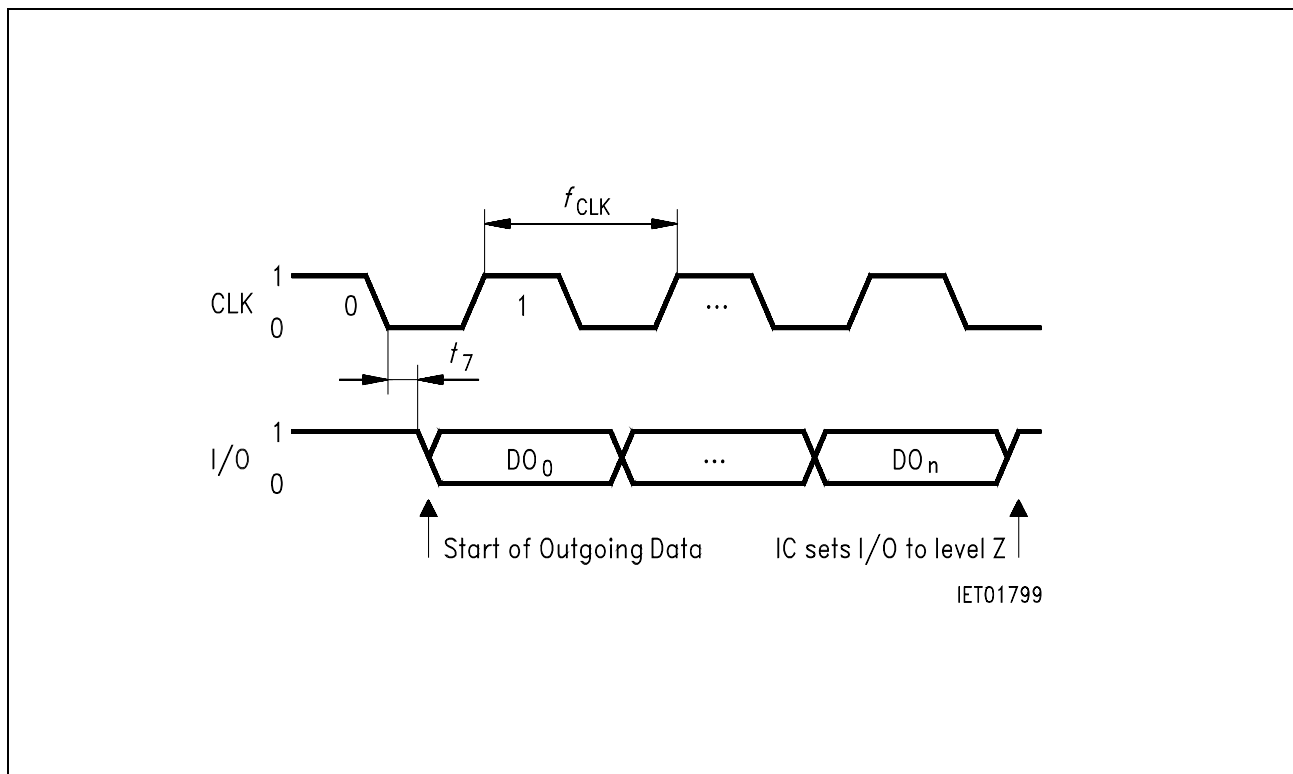 fCLK
1
CLK 0 1 ...
0
t7
1
I/O DO0 ... DOn
0
Start of Outgoing Data IC sets I/O to level Z
IET01799